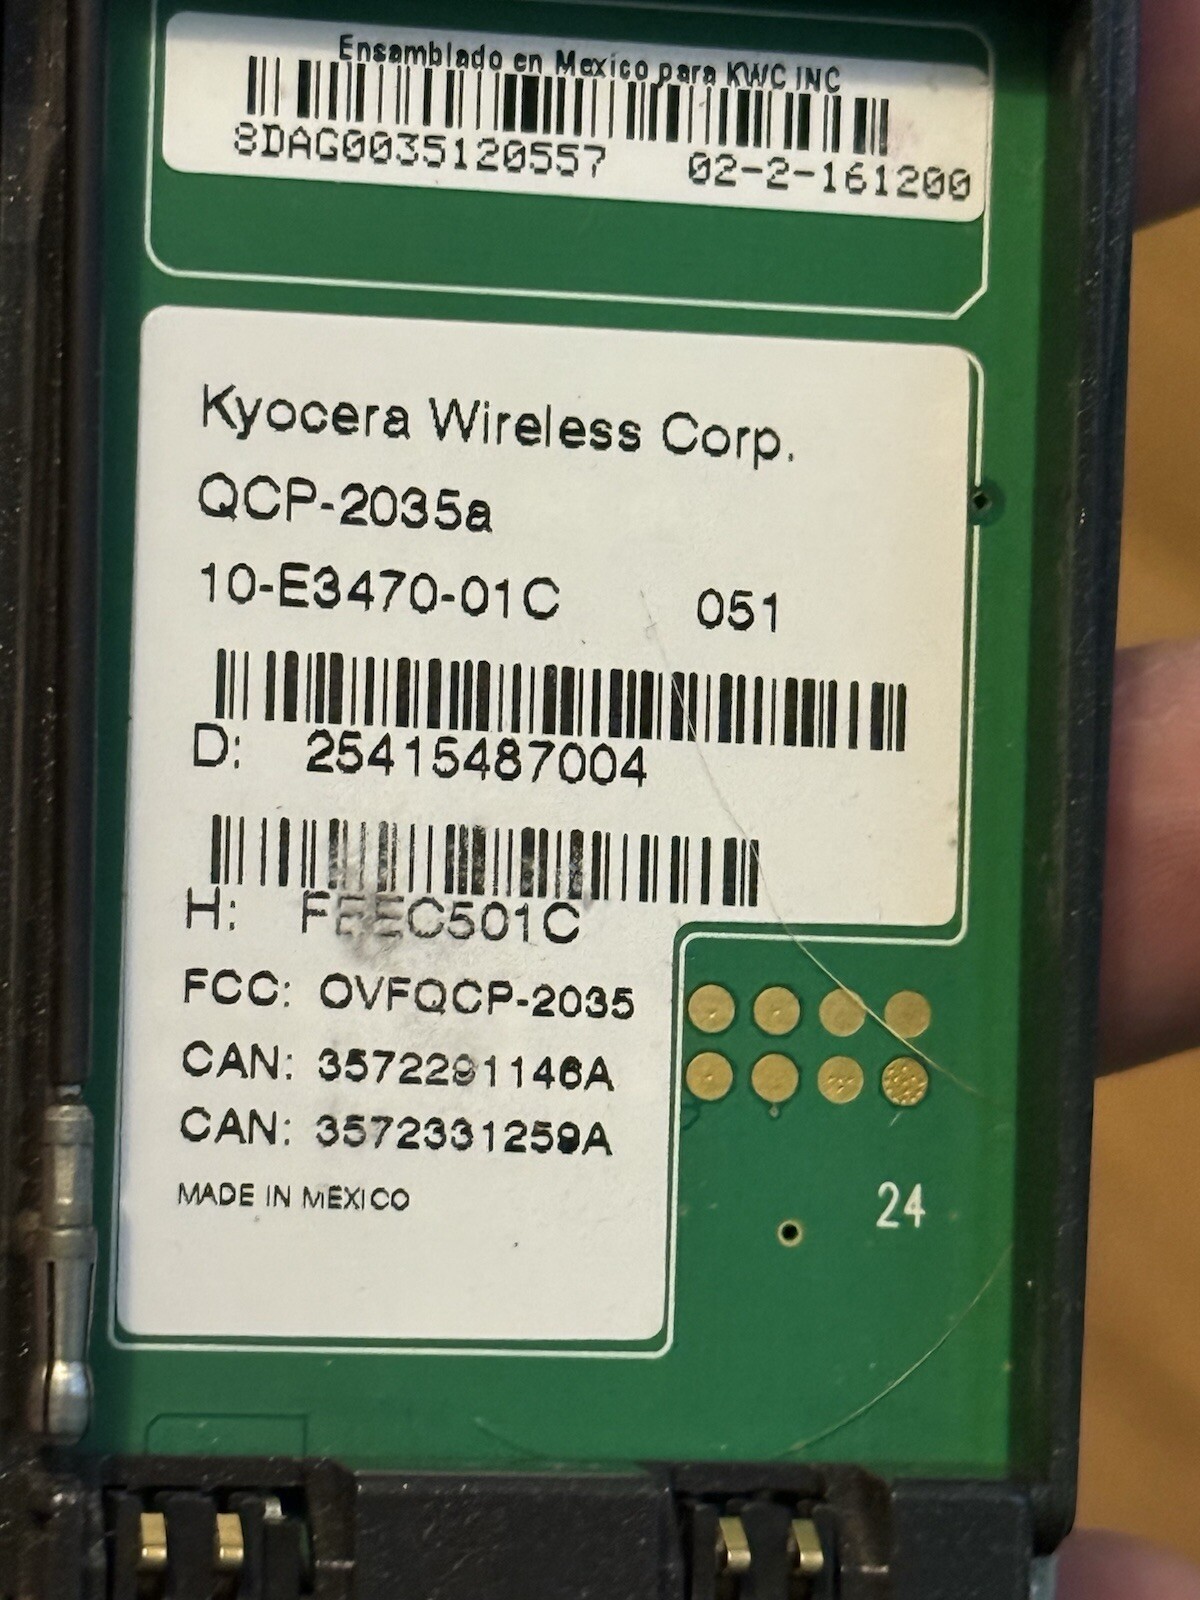 Ensamblado en Mexico para KWC INC
8DAG0035120557 02-2-161200
Kyocera Wireless Corp.
QCP-2035a
10-E3470-01C 051
D: 25415487004
H: FEEC501C
FCC: OVFQCP-2035
CAN: 3572291146A
CAN: 3572331259A
MADE IN MEXICO
24